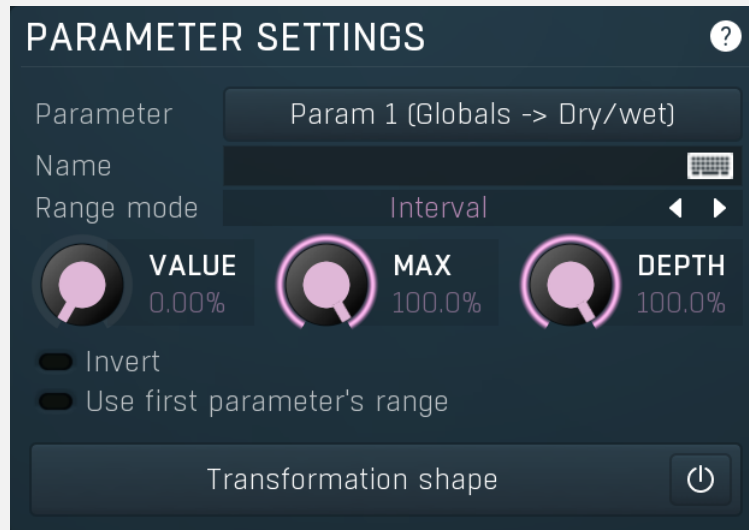 PARAMETER SETTINGS ?
Parameter Param 1 (Globals -> Dry/wet)
Name
Range mode Interval
VALUE MAX DEPTH
0.00% 100.0% 100.0%
Invert
Use first parameter's range
Transformation shape